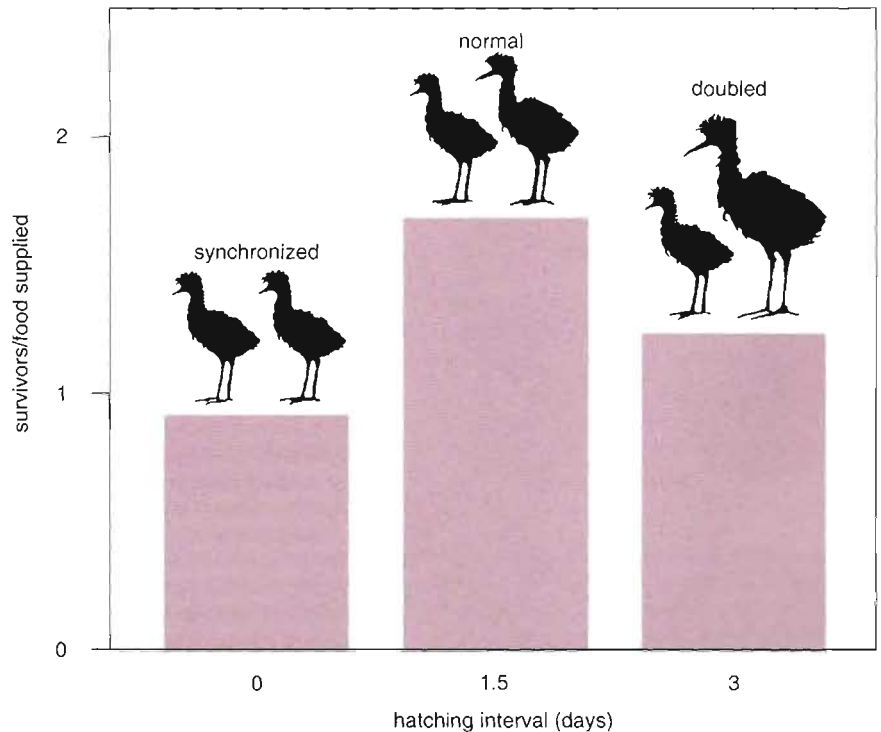 normal
doubled
2
synchronized
survivors/food supplied
1
0
0 1.5 3
hatching interval (days)